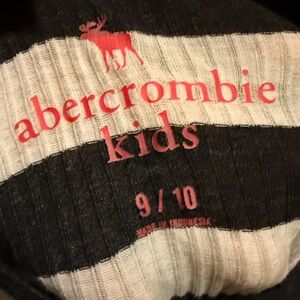 abercrombie
kids
9 / 10
MADE IN INDONESIA